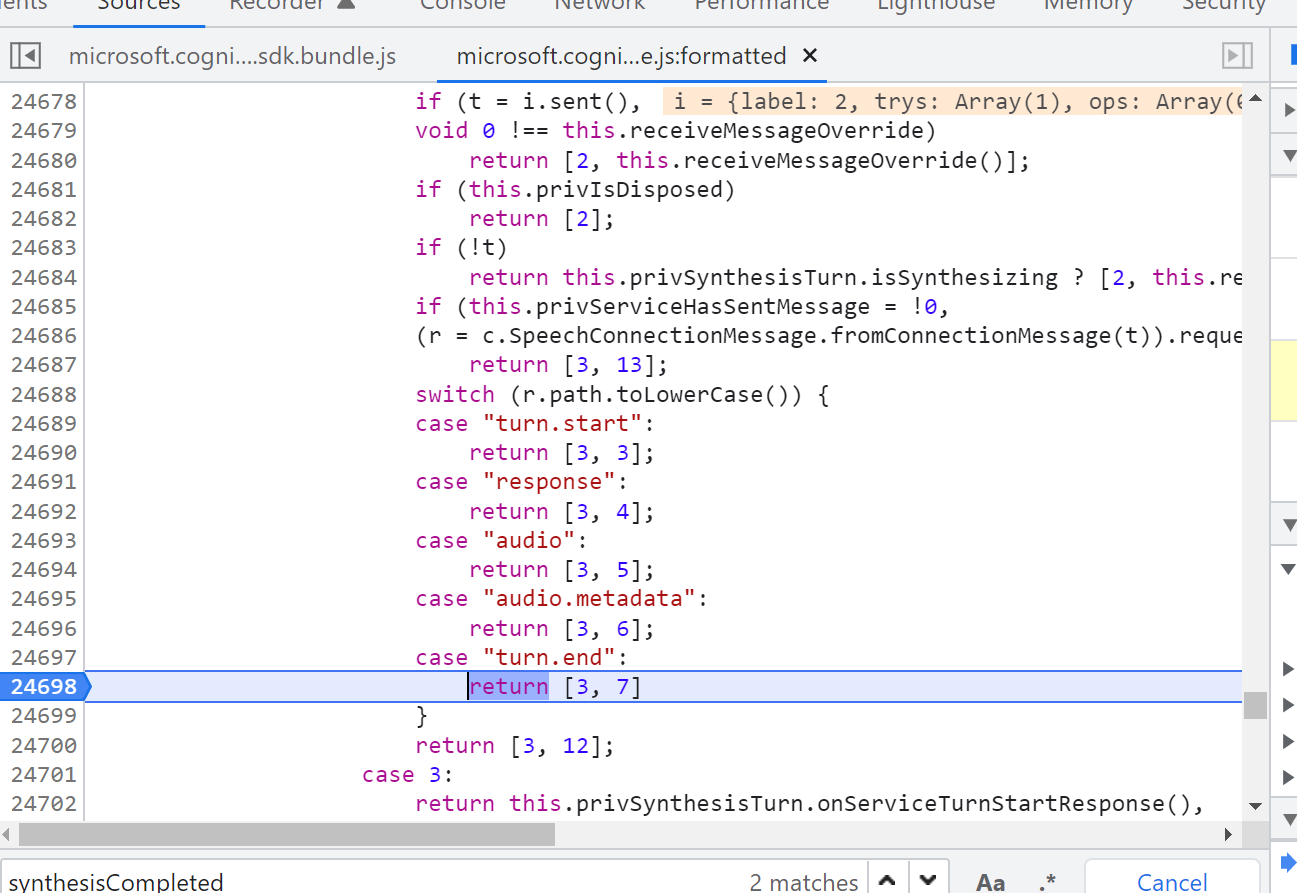 ents Sources Recorder Console Network Performance Lighthouse Memory Security
microsoft.cogni....sdk.bundle.js microsoft.cogni...e.js:formatted ×
24678 if (t = i.sent(), i = {label: 2, trys: Array(1), ops: Array(0
24679 void 0 !== this.receiveMessageOverride)
24680 return [2, this.receiveMessageOverride()];
24681 if (this.privIsDisposed)
24682 return [2];
24683 if (!t)
24684 return this.privSynthesisTurn.isSynthesizing ? [2, this.re
24685 if (this.privServiceHasSentMessage = !0,
24686 (r = c.SpeechConnectionMessage.fromConnectionMessage(t)).reque
24687 return [3, 13];
24688 switch (r.path.toLowerCase()) {
24689 case "turn.start":
24690 return [3, 3];
24691 case "response":
24692 return [3, 4];
24693 case "audio":
24694 return [3, 5];
24695 case "audio.metadata":
24696 return [3, 6];
24697 case "turn.end":
24698 return [3, 7]
24699 }
24700 return [3, 12];
24701 case 3:
24702 return this.privSynthesisTurn.onServiceTurnStartResponse(),
synthesisCompleted 2 matches Aa .* Cancel